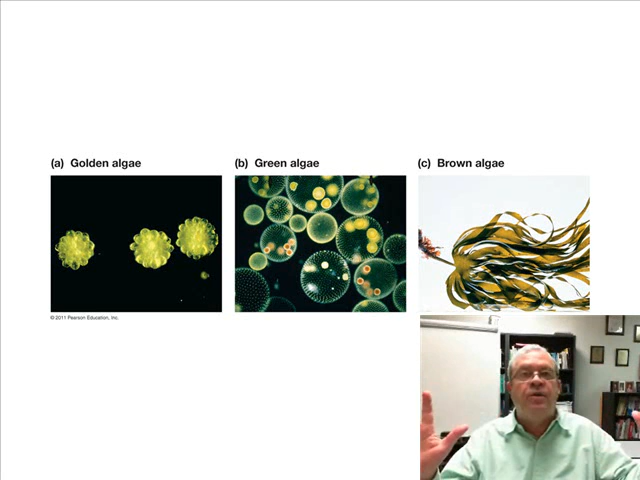 (a) Golden algae
(b) Green algae
(c) Brown algae
© 2011 Pearson Education, Inc.